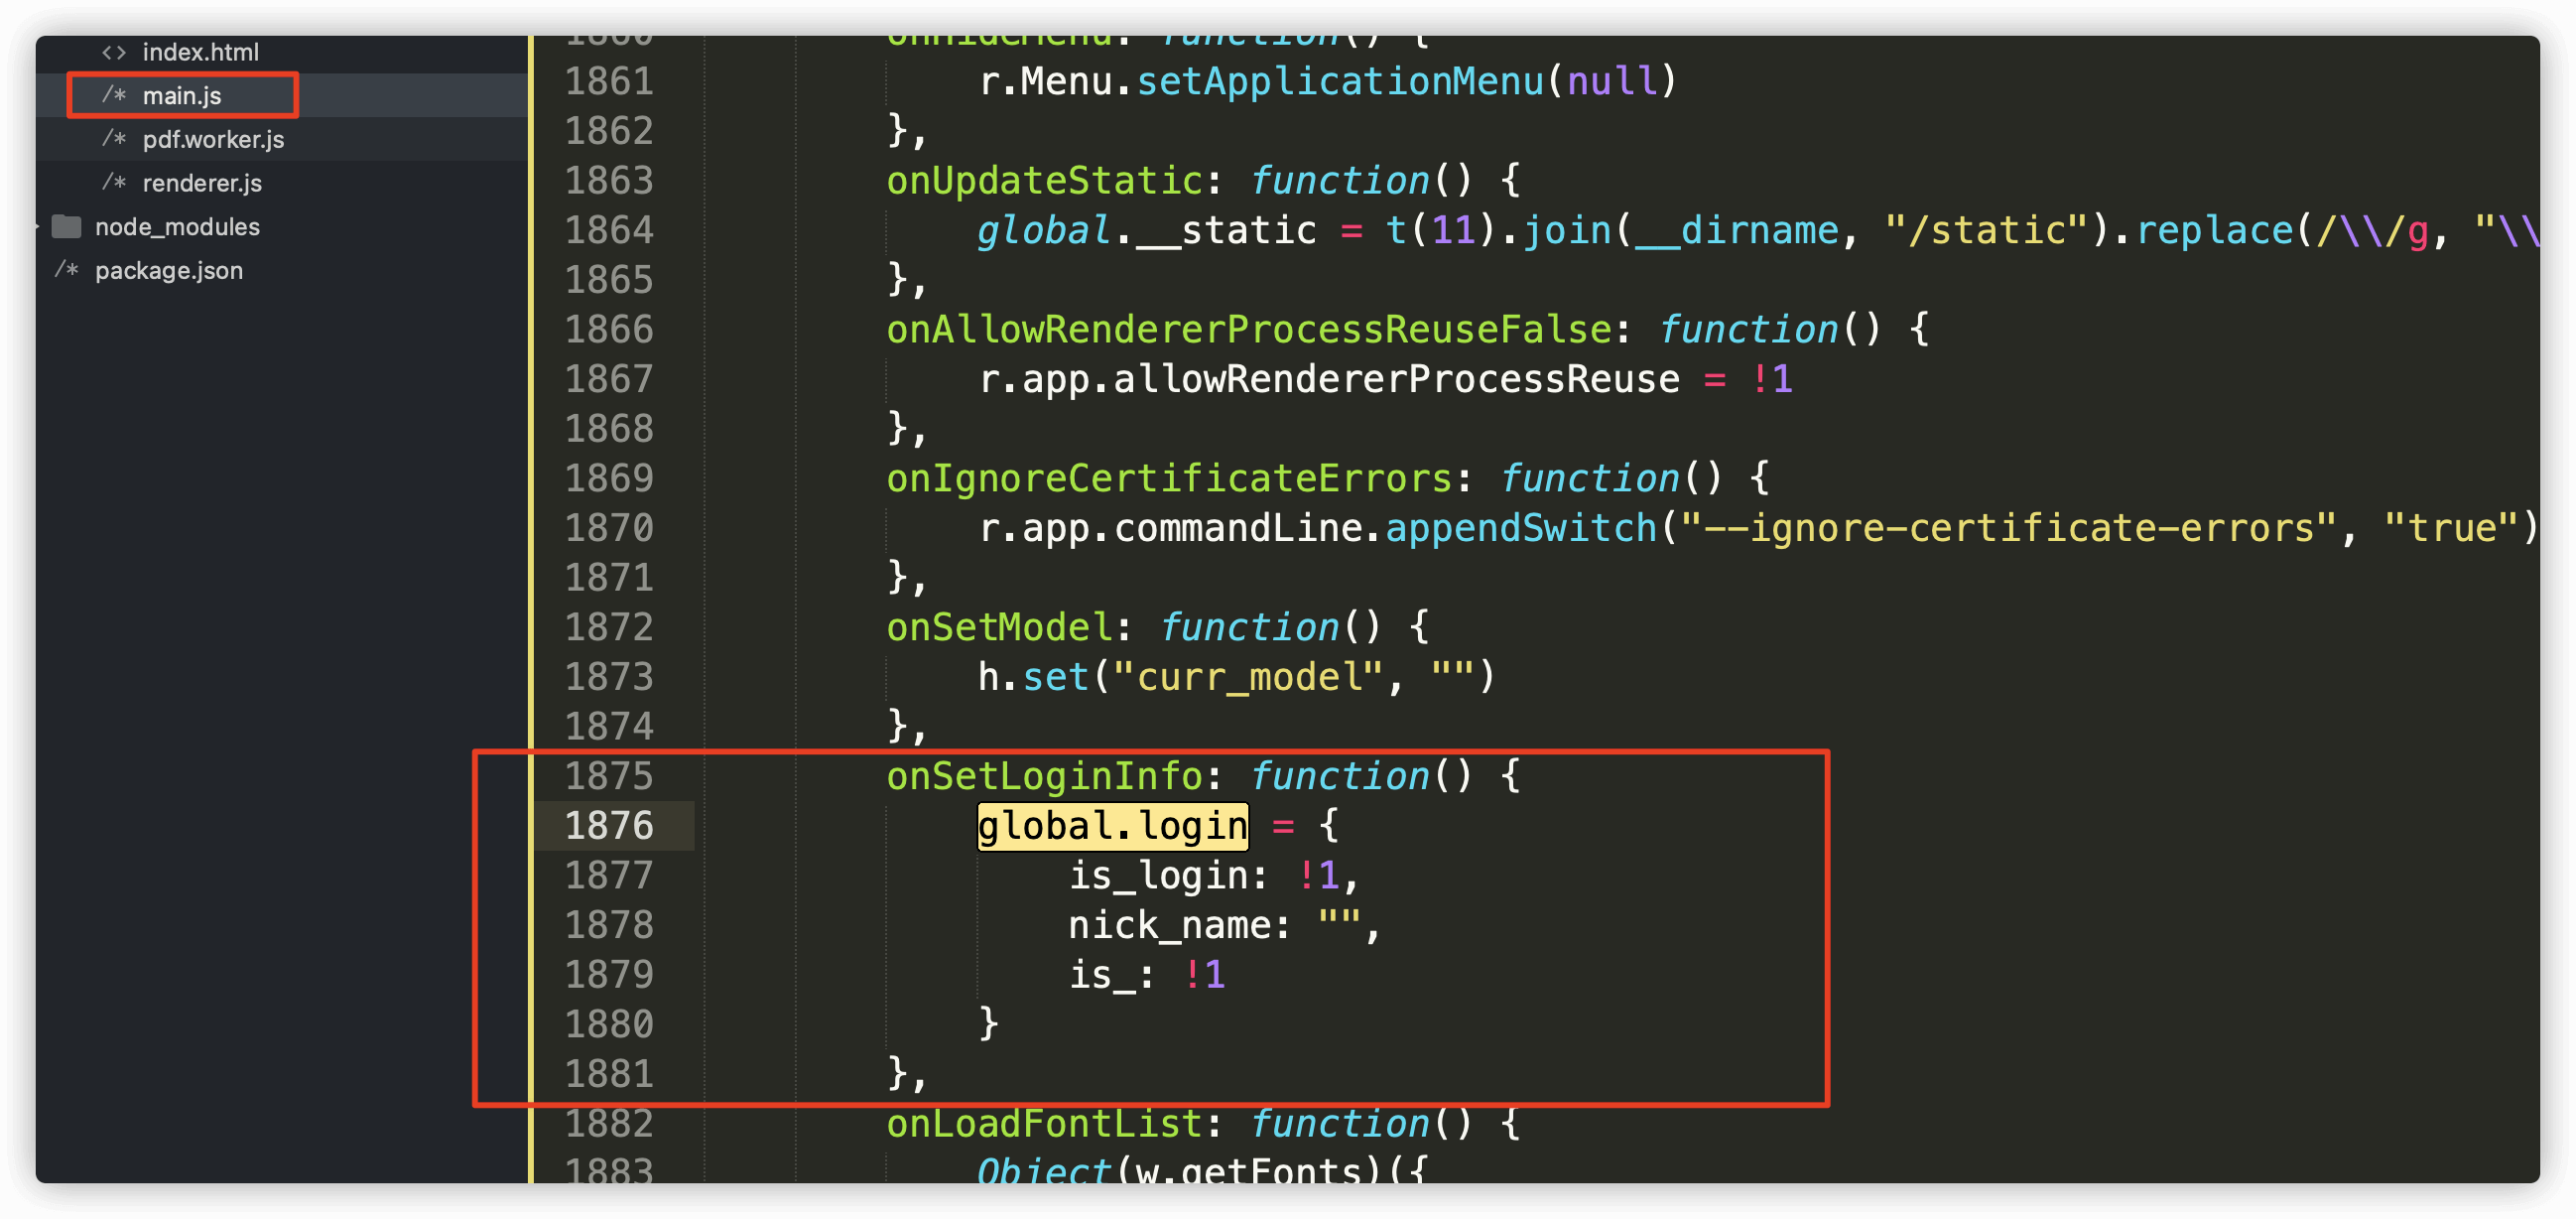 index.html
main.js
pdf.worker.js
renderer.js
node_modules
package.json
1860 onHideMenu: function() {
1861 r.Menu.setApplicationMenu(null)
1862 },
1863 onUpdateStatic: function() {
1864 global.__static = t(11).join(__dirname, "/static").replace(/\\/g, "\\
1865 },
1866 onAllowRendererProcessReuseFalse: function() {
1867 r.app.allowRendererProcessReuse = !1
1868 },
1869 onIgnoreCertificateErrors: function() {
1870 r.app.commandLine.appendSwitch("--ignore-certificate-errors", "true")
1871 },
1872 onSetModel: function() {
1873 h.set("curr_model", "")
1874 },
1875 onSetLoginInfo: function() {
1876 global.login = {
1877 is_login: !1,
1878 nick_name: "",
1879 is_: !1
1880 }
1881 },
1882 onLoadFontList: function() {
1883 Object(w.getFonts)({